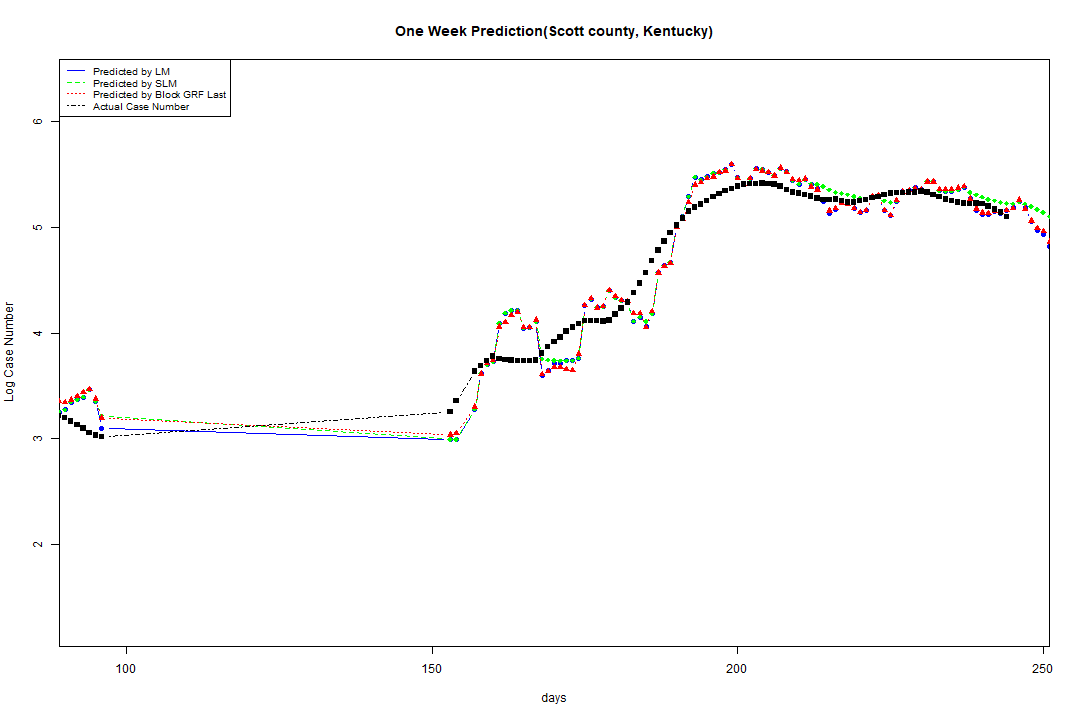 One Week Prediction(Scott county, Kentucky)
Predicted by LM
Predicted by SLM
Predicted by Block GRF Last
Actual Case Number
Log Case Number
6
5
4
3
2
100
150
200
250
days